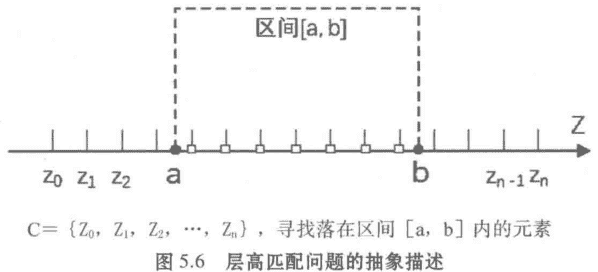 区间[a,b]
Z
z₀ z₁ z₂ a b zₙ₋₁ zₙ
C= {Z₀, Z₁, Z₂, …, Zₙ}, 寻找落在区间 [a, b] 内的元素
图 5.6 层高匹配问题的抽象描述